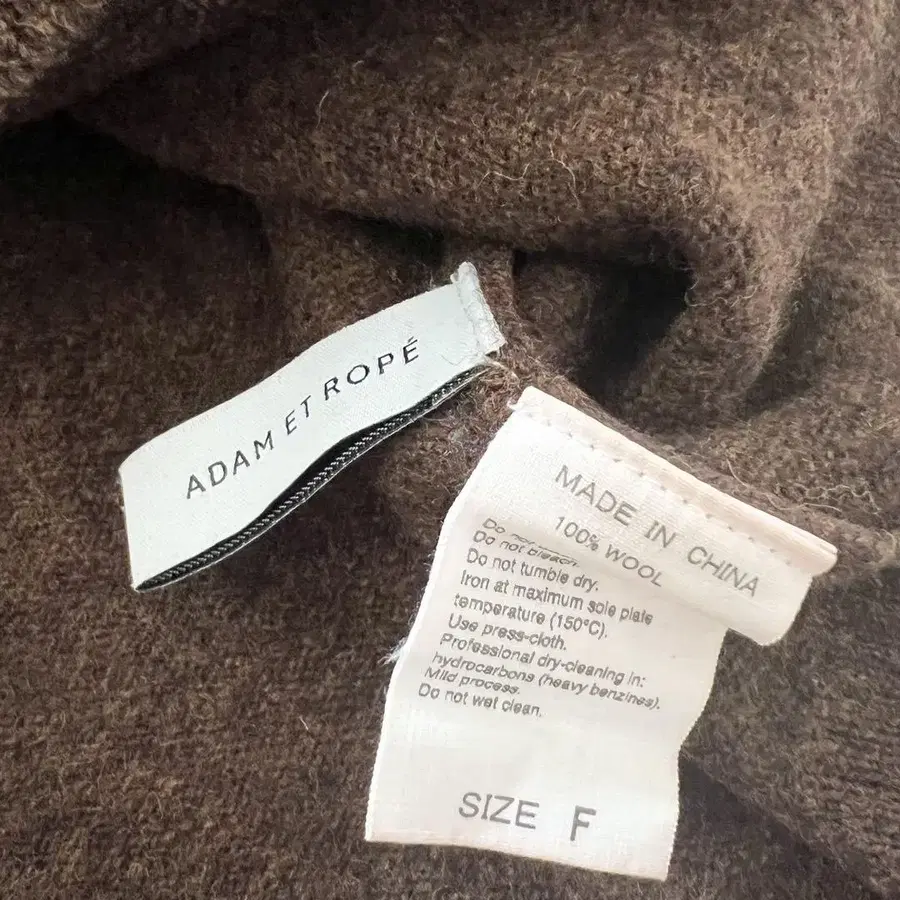 ADAM ET ROPÉ
MADE IN CHINA
100% WOOL
Do not
Do not bleach.
Do not tumble dry.
Iron at maximum sole plate
temperature (150°C).
Use press-cloth.
Professional dry-cleaning in:
hydrocarbons (heavy benzines).
Mild process.
Do not wet clean.
SIZE F